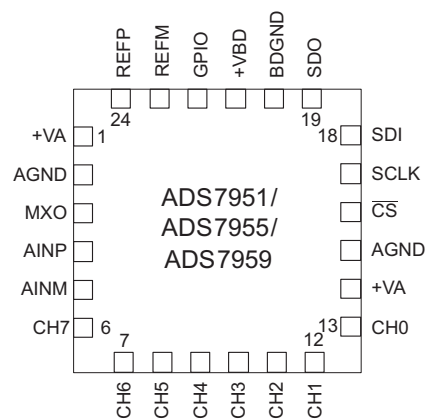 REFP
REFM
GPIO
+VBD
BDGND
SDO
24
19
+VA
1
18
SDI
AGND
SCLK
MXO
ADS7951/
ADS7955/
ADS7959
C̅S̅
AINP
AGND
AINM
+VA
CH7
6
13
CH0
7
12
CH6
CH5
CH4
CH3
CH2
CH1